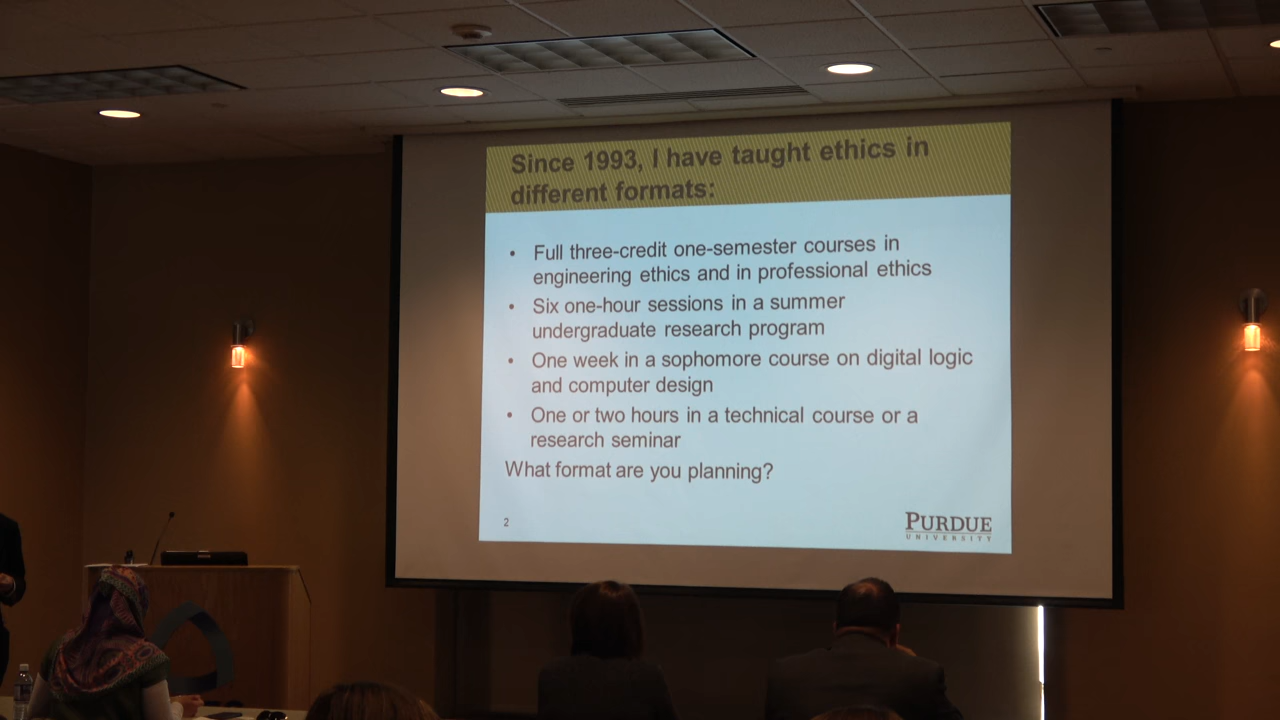 Since 1993, I have taught ethics in
different formats:
• Full three-credit one-semester courses in
engineering ethics and in professional ethics
• Six one-hour sessions in a summer
undergraduate research program
• One week in a sophomore course on digital logic
and computer design
• One or two hours in a technical course or a
research seminar
What format are you planning?
2
PURDUE
UNIVERSITY